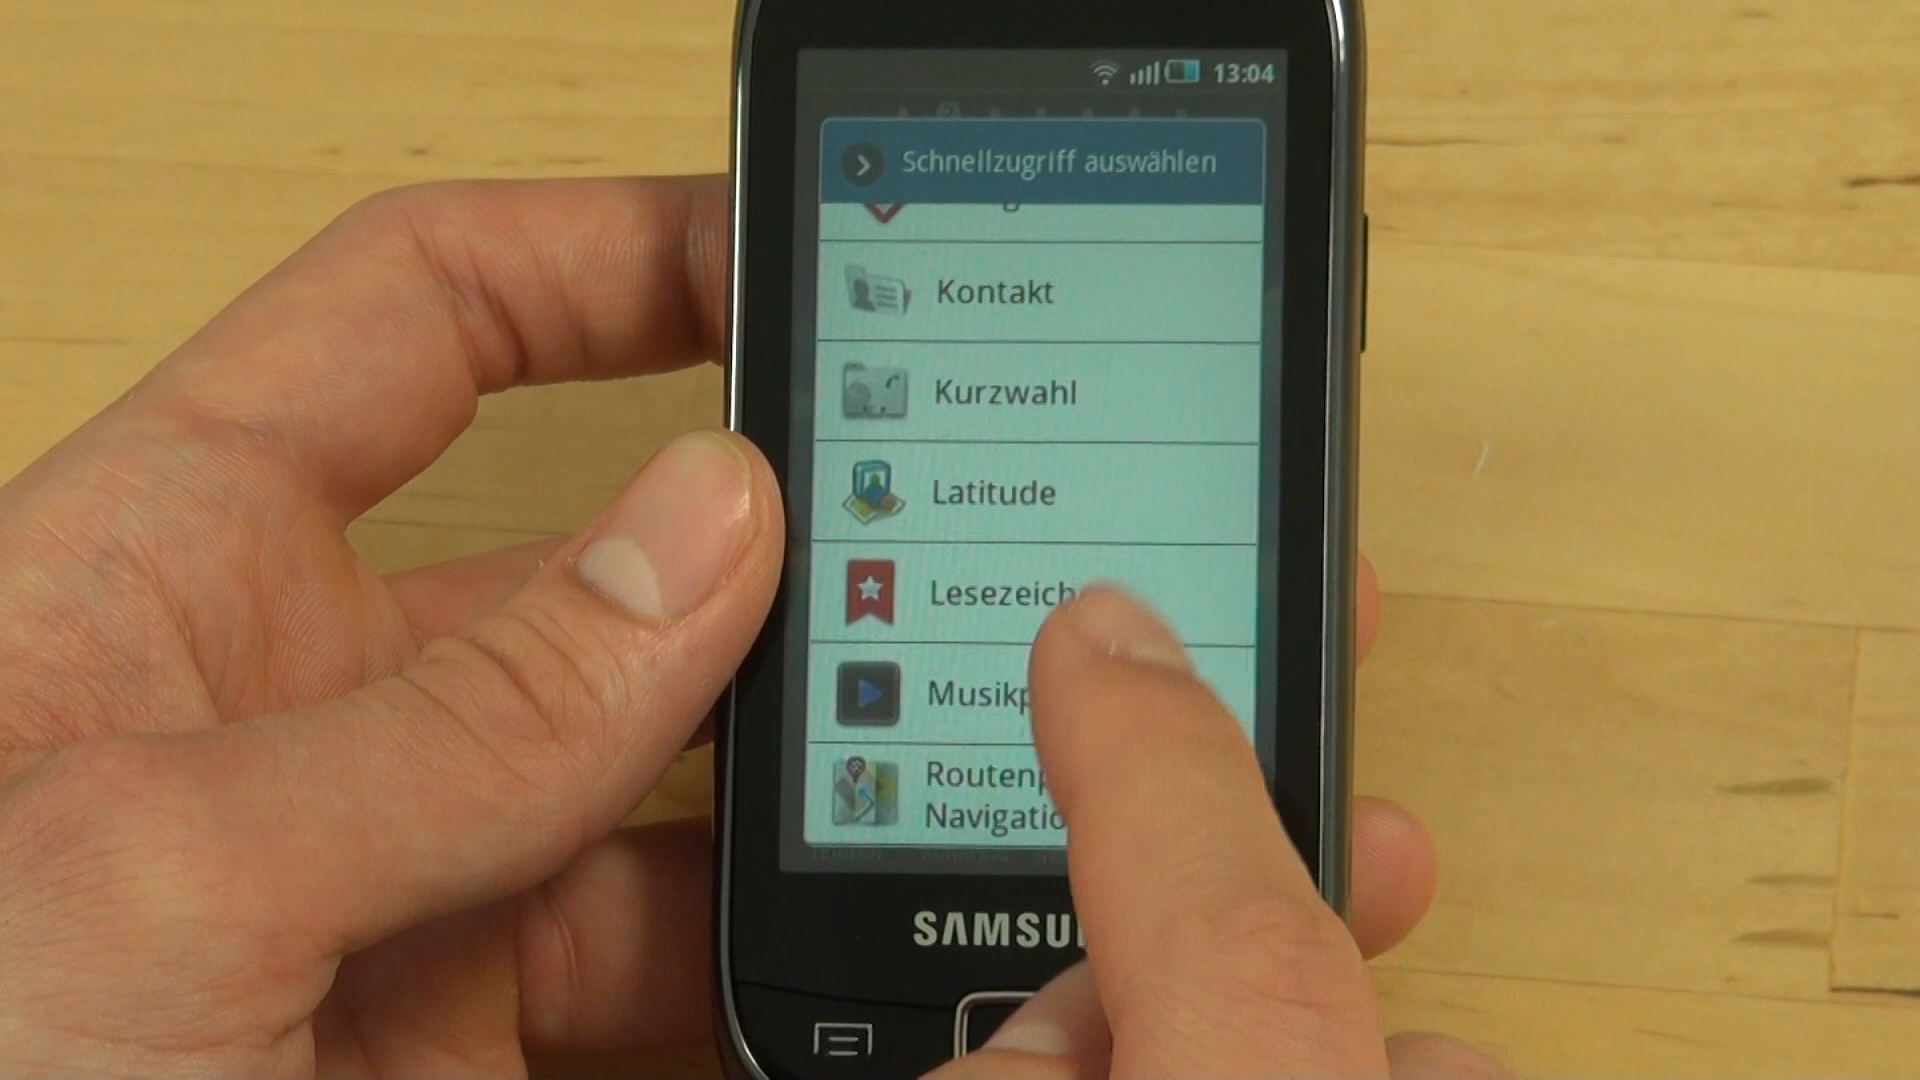 13:04
Schnellzugriff auswählen
Kontakt
Kurzwahl
Latitude
Lesezeich
Musikp
Routenp
Navigatio
SAMSU